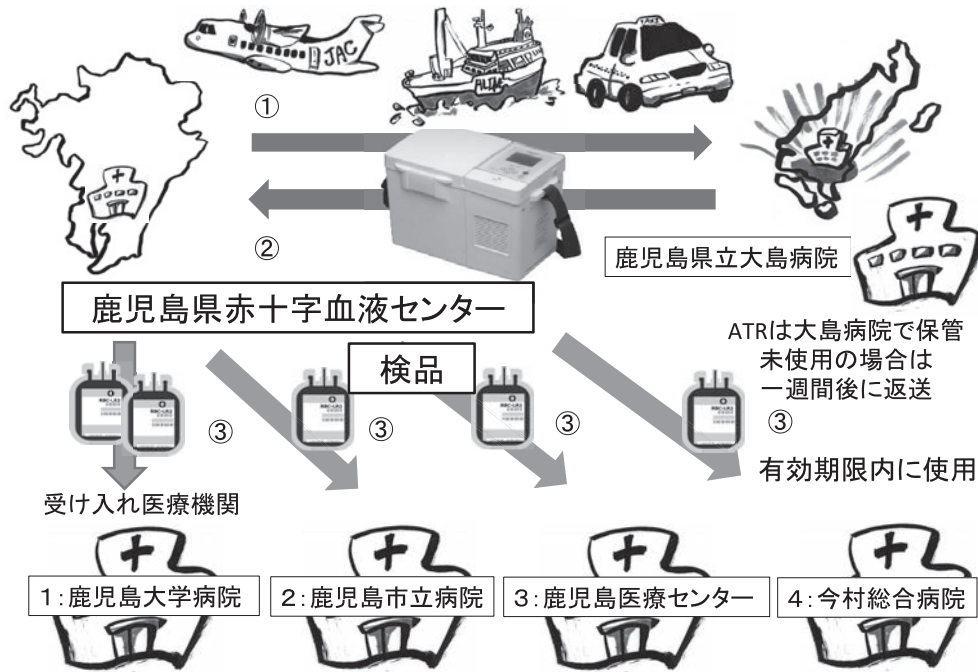 JAC
TAXI
①
②
鹿児島県立大島病院
鹿児島県赤十字血液センター
検品
ATRは大島病院で保管
未使用の場合は
一週間後に返送
③
③
③
③
有効期限内に使用
受け入れ医療機関
1：鹿児島大学病院
2：鹿児島市立病院
3：鹿児島医療センター
4：今村総合病院